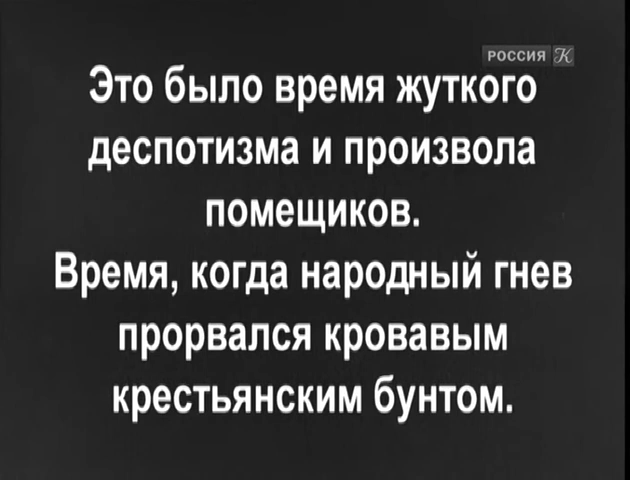 РОССИЯ К
Это было время жуткого
деспотизма и произвола
помещиков.
Время, когда народный гнев
прорвался кровавым
крестьянским бунтом.